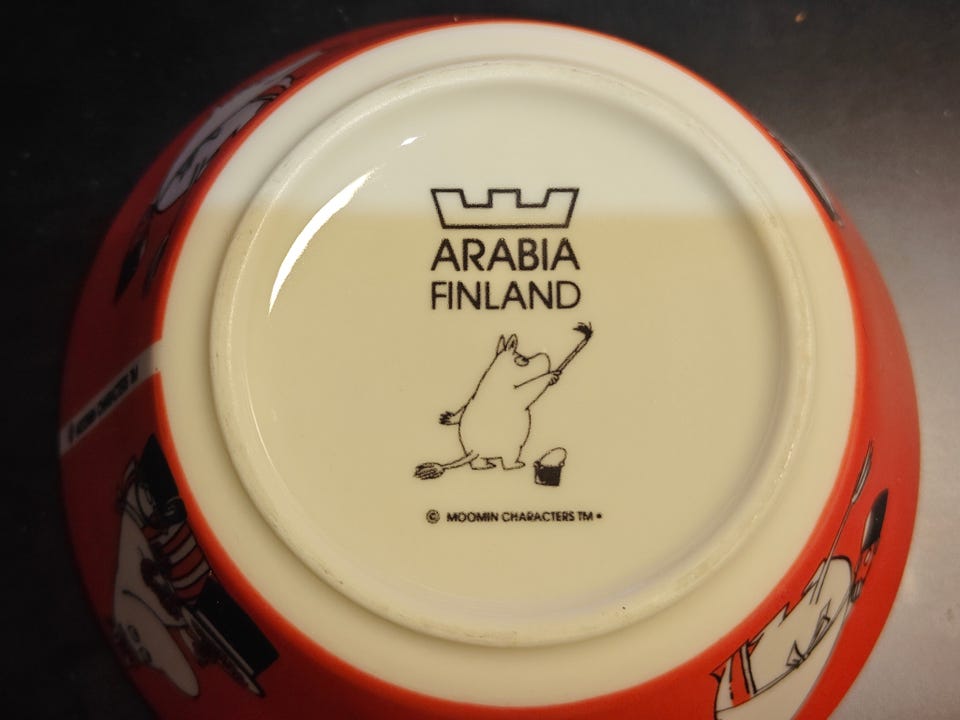 ARABIA
FINLAND
© MOOMIN CHARACTERS TM •